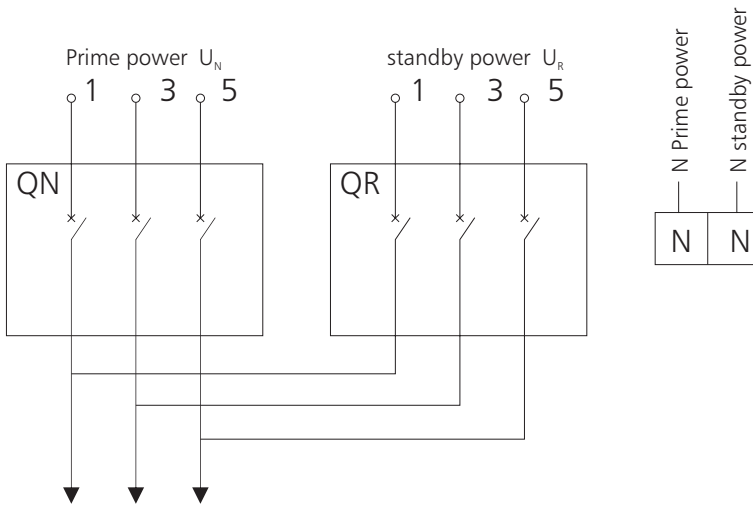 Prime power U_N
1 3 5
standby power U_R
1 3 5
QN
QR
N Prime power
N standby power
N N